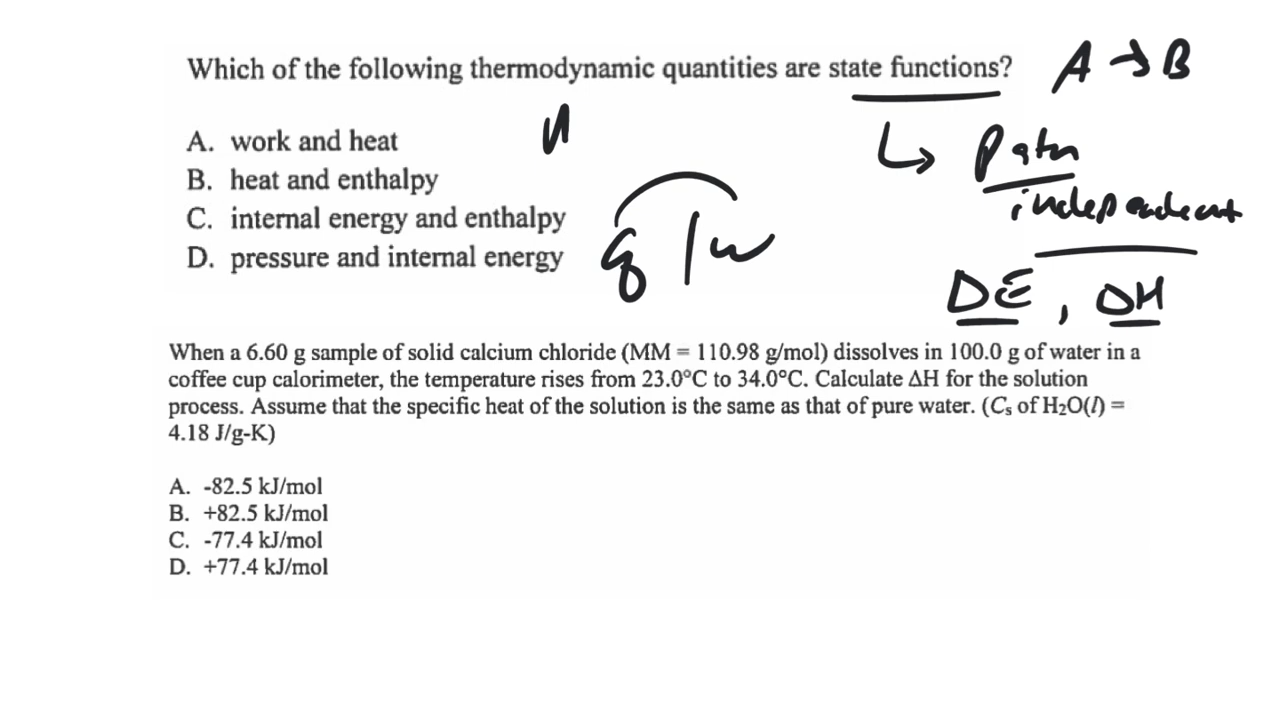 Which of the following thermodynamic quantities are state functions? A → B
A. work and heat
B. heat and enthalpy
C. internal energy and enthalpy
D. pressure and internal energy
↳ Path
independent
q / w
DE, ΔH
When a 6.60 g sample of solid calcium chloride (MM = 110.98 g/mol) dissolves in 100.0 g of water in a
coffee cup calorimeter, the temperature rises from 23.0°C to 34.0°C. Calculate ΔH for the solution
process. Assume that the specific heat of the solution is the same as that of pure water. (Cₛ of H₂O(l) =
4.18 J/g-K)
A. -82.5 kJ/mol
B. +82.5 kJ/mol
C. -77.4 kJ/mol
D. +77.4 kJ/mol